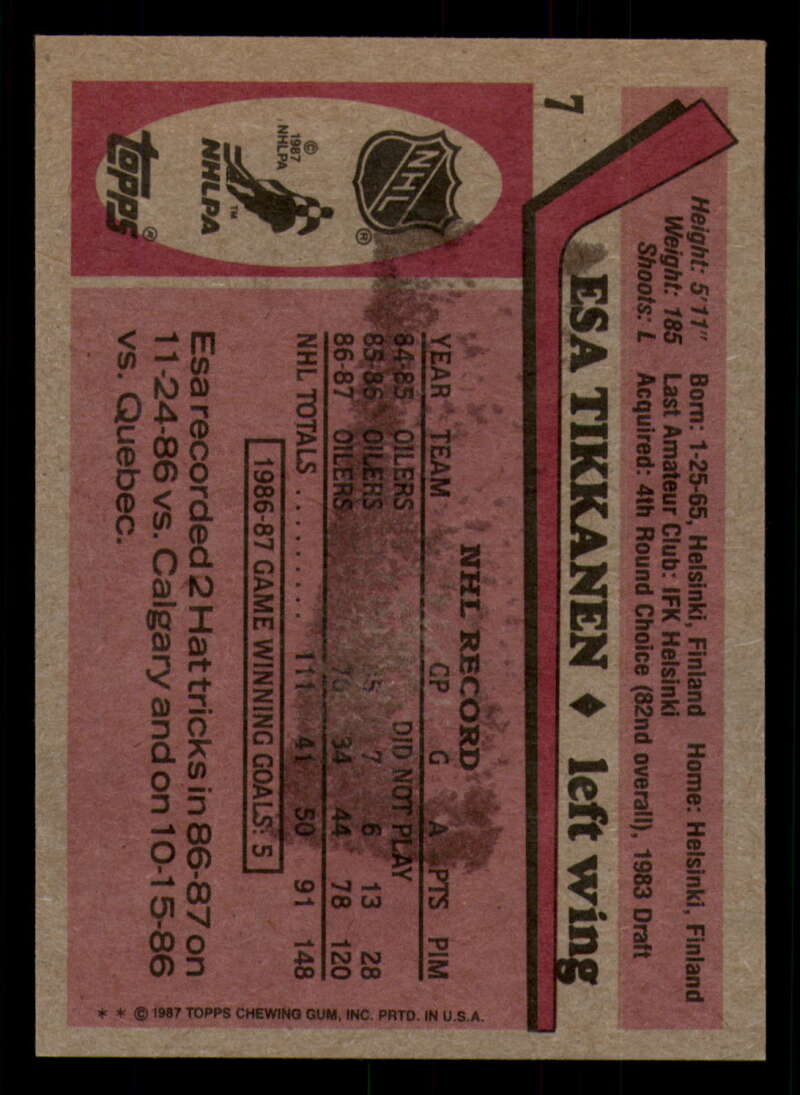 7
ESA TIKKANEN ♦ left wing
Height: 5'11" Born: 1-25-65, Helsinki, Finland Home: Helsinki, Finland
Weight: 185 Last Amateur Club: IFK Helsinki
Shoots: L Acquired: 4th Round Choice (82nd overall), 1983 Draft
NHL
®
© 1987
NHLPA
NHLPA
™
topps
®
NHL RECORD
YEAR TEAM GP G A PTS PIM
84-85 OILERS DID NOT PLAY
85-86 OILERS 7 6 13 28
86-87 OILERS 76 34 44 78 120
NHL TOTALS .......... 111 41 50 91 148
1986-87 GAME WINNING GOALS: 5
Esa recorded 2 Hat tricks in 86-87 on
11-24-86 vs. Calgary and on 10-15-86
vs. Quebec.
* * © 1987 TOPPS CHEWING GUM, INC. PRTD. IN U.S.A.